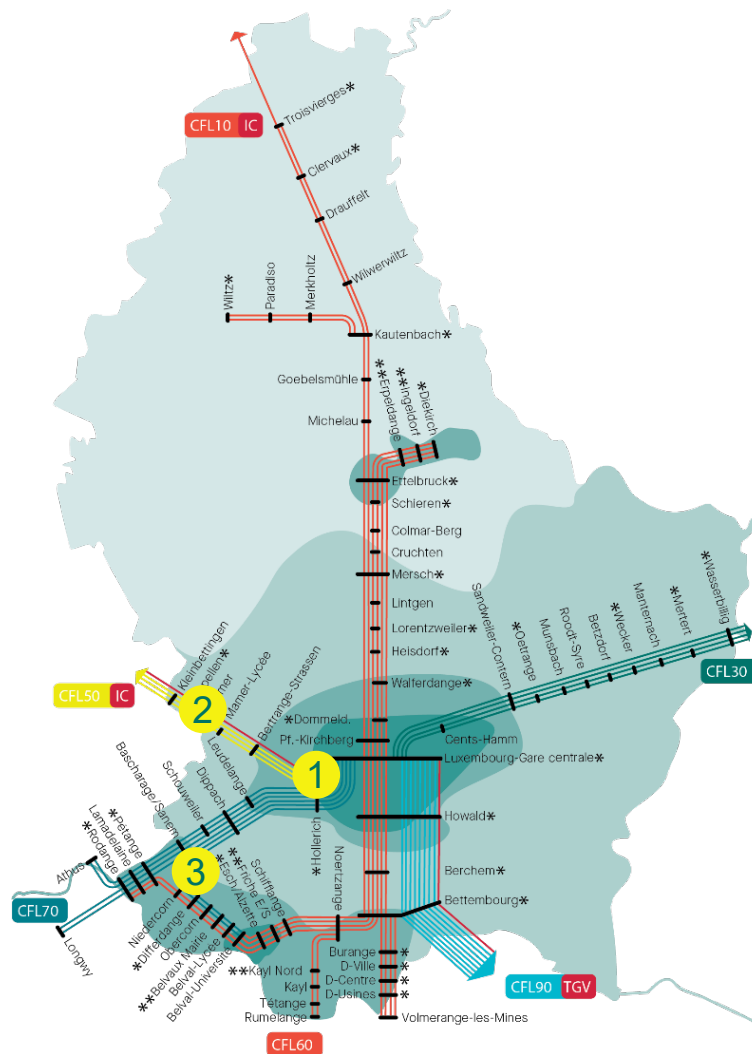 Troisvierges*
CFL10 IC
Clervaux*
Drauffelt
Wilwerwiltz
Wiltz*
Paradiso
Merkholtz
Kautenbach*
Goebelsmühle
Michelau
**Erpeldange
**Ingeldorf
*Diekirch
Ettelbruck*
Schieren*
Colmar-Berg
Cruchten
Mersch*
Lintgen
Lorentzweiler*
Heisdorf*
Walferdange*
*Dommeld.
Pf.-Kirchberg
Cents-Hamm
Luxembourg-Gare centrale*
Howald*
Sandweiler-Contern
*Oetrange
Munsbach
Roodt-Syre
Betzdorf
*Wecker
Manternach
*Mertert
*Wasserbillig
CFL30
Kleinbettingen
Mamer-Lycée
Bertrange-Strassen
CFL50 IC
2
1
3
Leudelange
Dippach
Schouweiler
Bascharage/Sanem
*Pétange
Lamadelaine
*Rodange
Athus
CFL70
Longwy
*Hollerich
Noertzange
Schifflange
**Friche E/S
*Esch/Alzette
Niedercorn
*Differdange
Obercorn
**Belvaux Mairie
Belval-Lycée
Belval-Université
Berchem*
Bettembourg*
**Kayl Nord
Kayl
Tétange
Rumelange
CFL60
Burange*
D-Ville*
D-Centre*
D-Usines*
Volmerange-les-Mines
CFL90 TGV